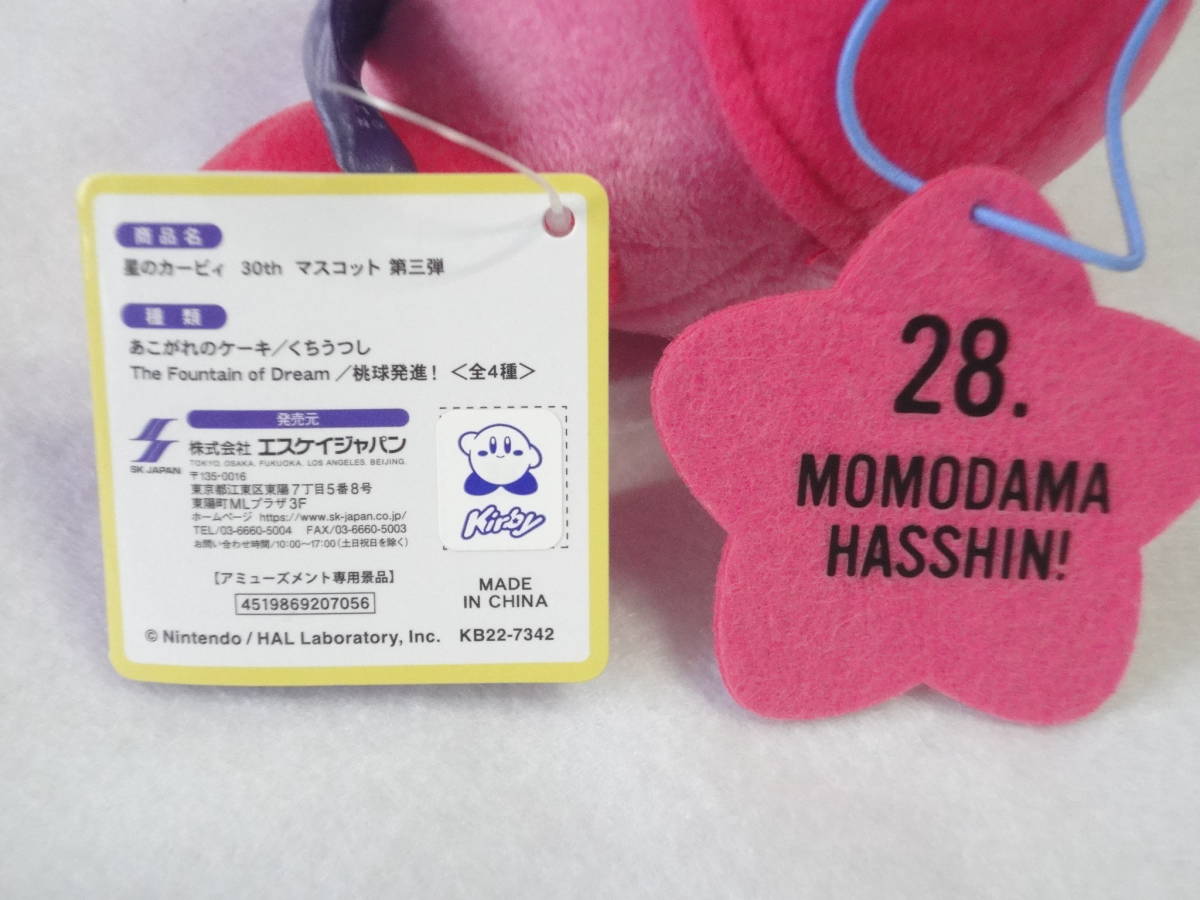 商品名
星のカービィ 30th マスコット 第三弾
種類
あこがれのケーキ／くちうつし
The Fountain of Dream／桃球発進！ ＜全4種＞
発売元
SK JAPAN
株式会社 エスケイジャパン
TOKYO, OSAKA, FUKUOKA, LOS ANGELES, BEIJING.
〒135-0016
東京都江東区東陽7丁目5番8号
東陽町MLプラザ3F
ホームページ https://www.sk-japan.co.jp/
TEL/03-6660-5004 FAX/03-6660-5003
お問い合わせ時間/10:00〜17:00(土日祝日を除く)
Kirby
【アミューズメント専用景品】
4519869207056
MADE
IN CHINA
© Nintendo / HAL Laboratory, Inc. KB22-7342
28.
MOMODAMA
HASSHIN!